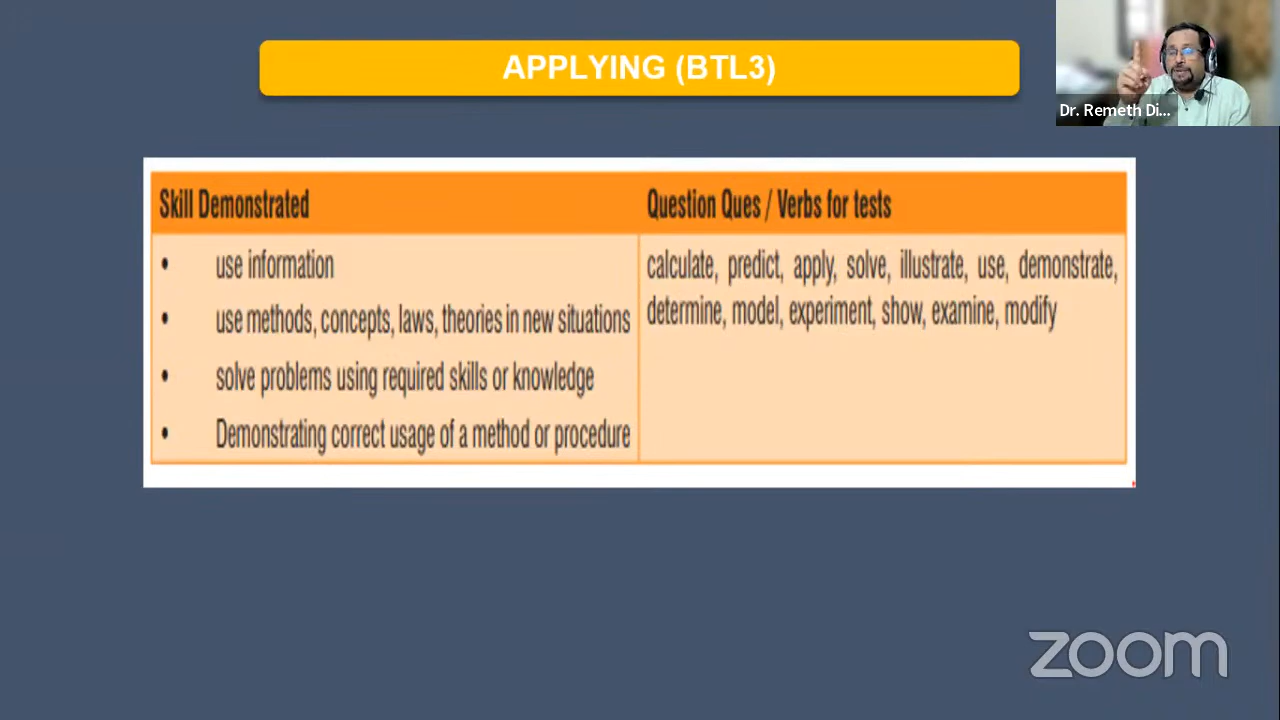 APPLYING (BTL3)
Dr. Remeth Di...
Skill Demonstrated
Question Ques / Verbs for tests
• use information
• use methods, concepts, laws, theories in new situations
• solve problems using required skills or knowledge
• Demonstrating correct usage of a method or procedure
calculate, predict, apply, solve, illustrate, use, demonstrate,
determine, model, experiment, show, examine, modify
zoom